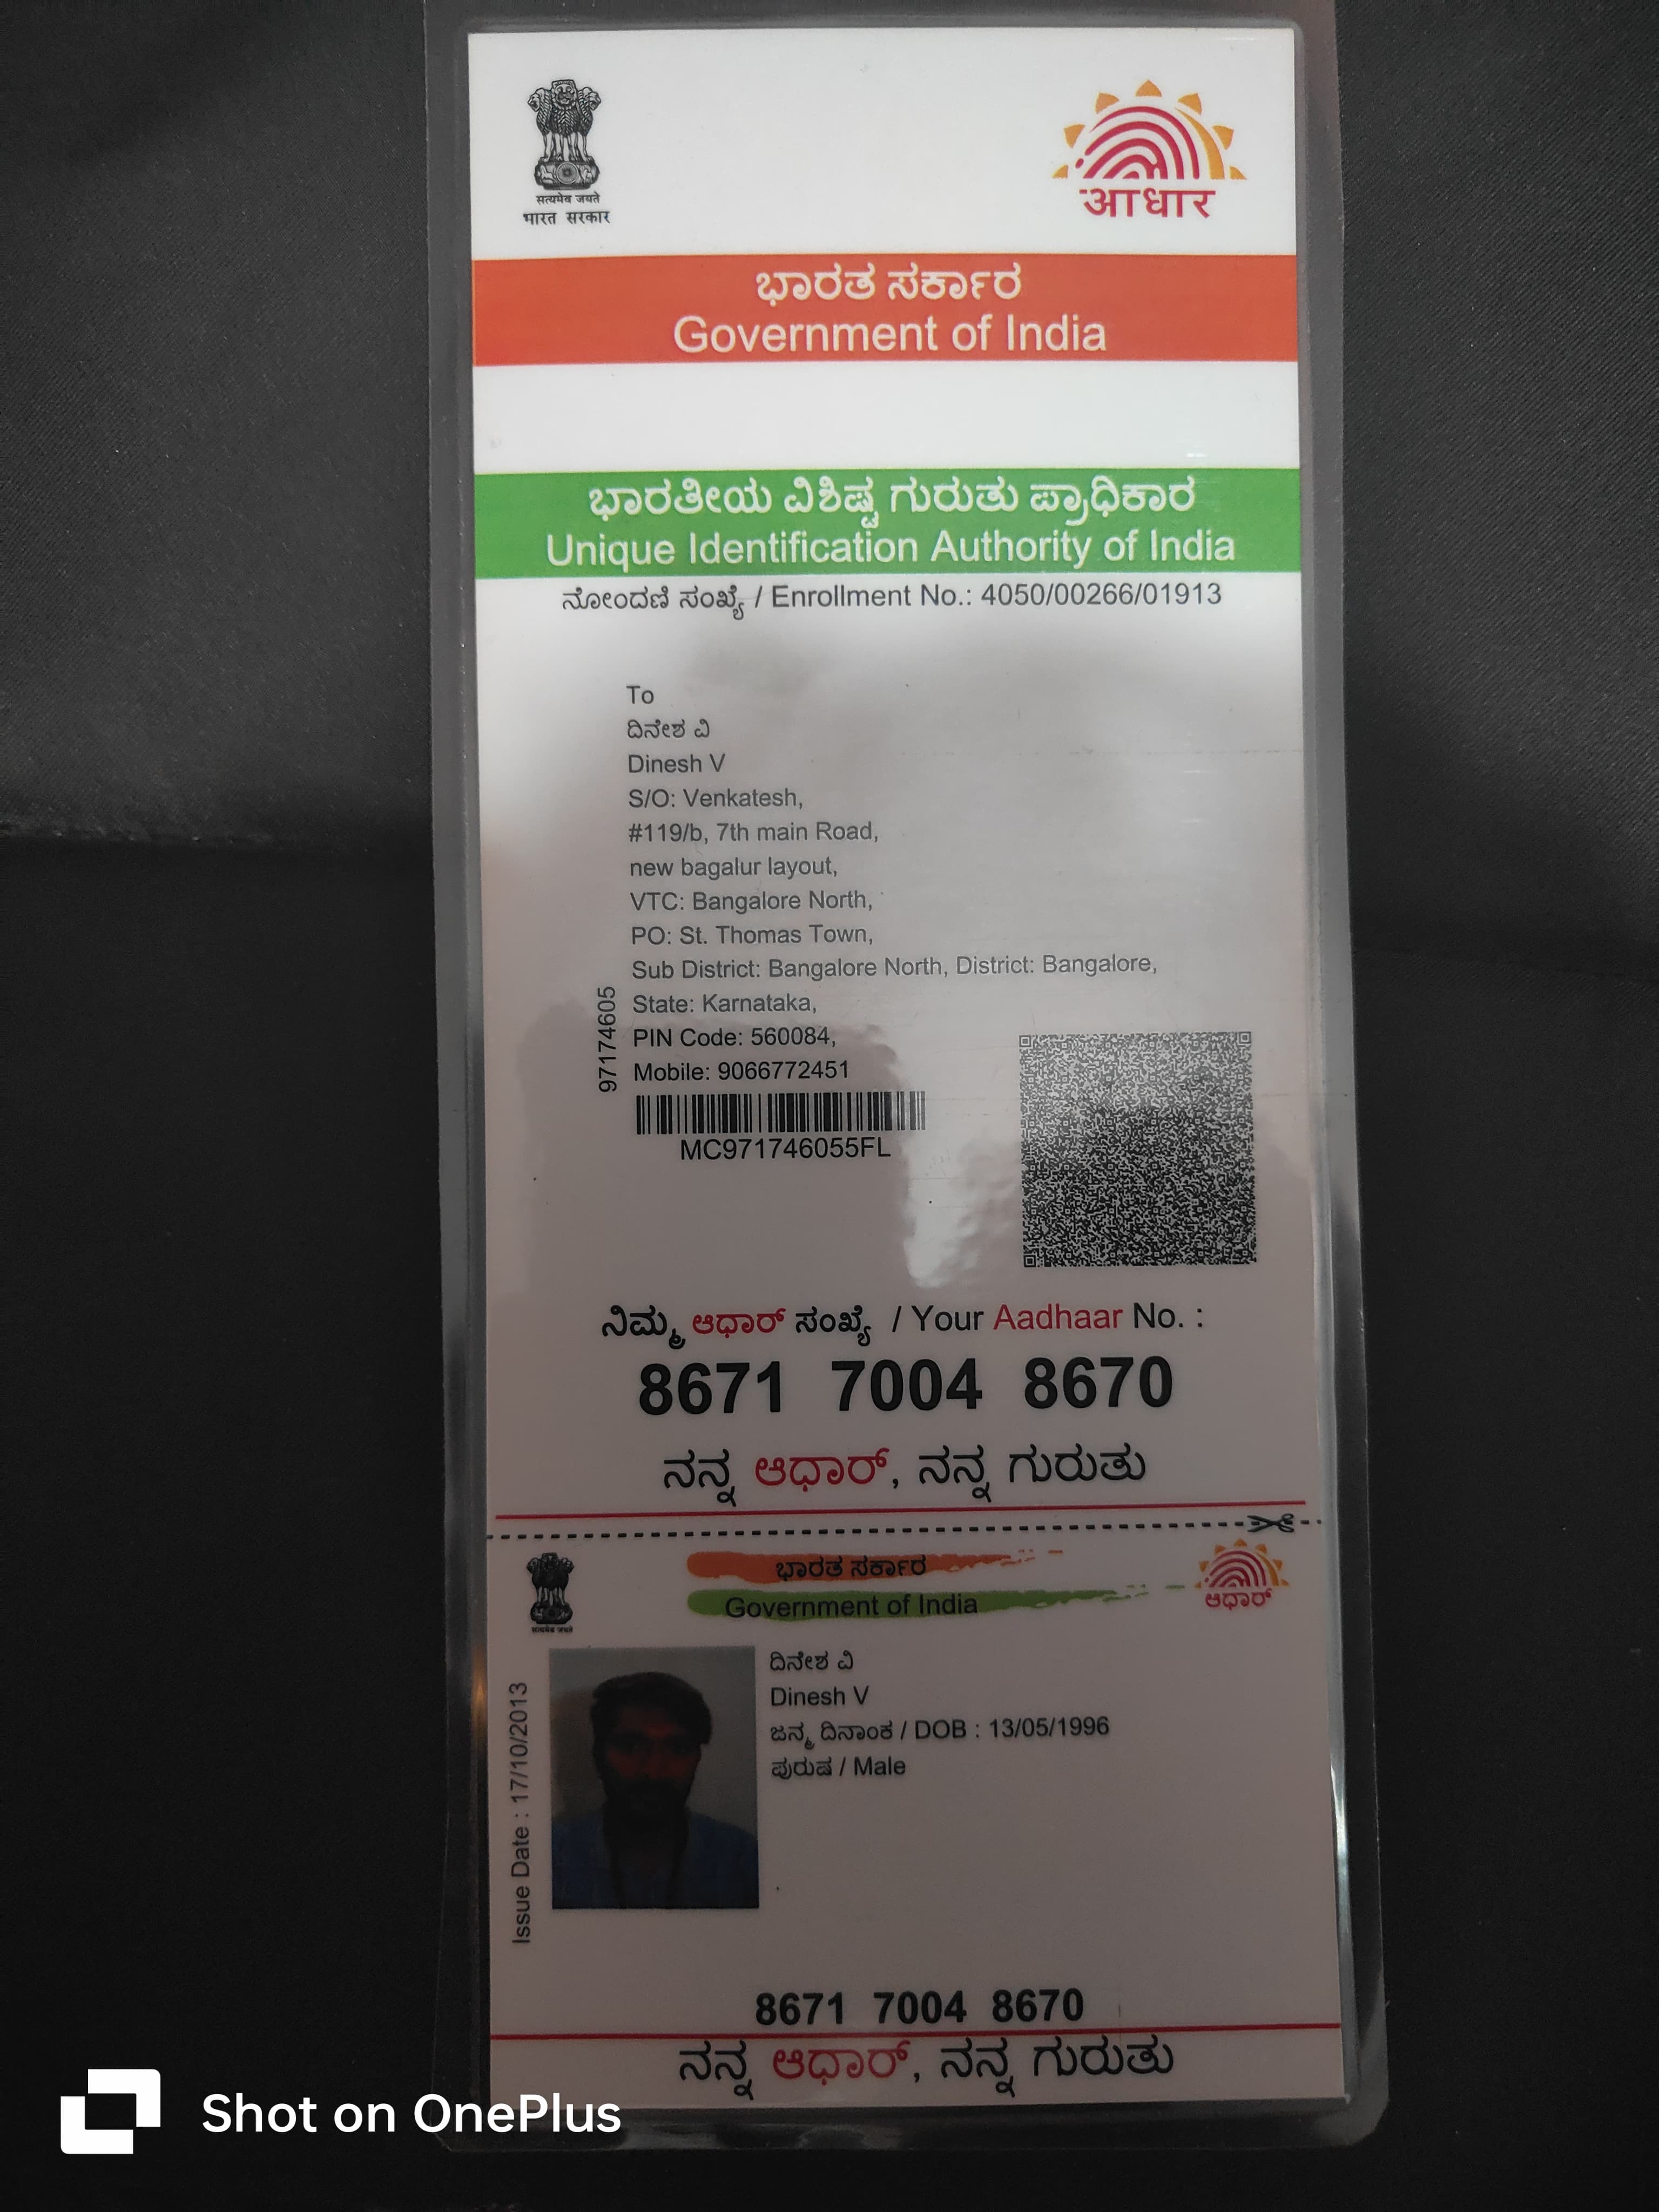 सत्यमेव जयते
भारत सरकार
आधार
ಭಾರತ ಸರ್ಕಾರ
Government of India
ಭಾರತೀಯ ವಿಶಿಷ್ಟ ಗುರುತು ಪ್ರಾಧಿಕಾರ
Unique Identification Authority of India
ನೋಂದಣಿ ಸಂಖ್ಯೆ / Enrollment No.: 4050/00266/01913
To
ದಿನೇಶ ವಿ
Dinesh V
S/O: Venkatesh,
#119/b, 7th main Road,
new bagalur layout,
VTC: Bangalore North,
PO: St. Thomas Town,
Sub District: Bangalore North, District: Bangalore,
State: Karnataka,
PIN Code: 560084,
Mobile: 9066772451
97174605
MC971746055FL
ನಿಮ್ಮ ಆಧಾರ್ ಸಂಖ್ಯೆ / Your Aadhaar No. :
8671 7004 8670
ನನ್ನ ಆಧಾರ್, ನನ್ನ ಗುರುತು
ಭಾರತ ಸರ್ಕಾರ
Government of India
सत्यमेव जयते
ಆಧಾರ್
ದಿನೇಶ ವಿ
Dinesh V
ಜನ್ಮ ದಿನಾಂಕ / DOB : 13/05/1996
ಪುರುಷ / Male
Issue Date : 17/10/2013
8671 7004 8670
ನನ್ನ ಆಧಾರ್, ನನ್ನ ಗುರುತು
Shot on OnePlus